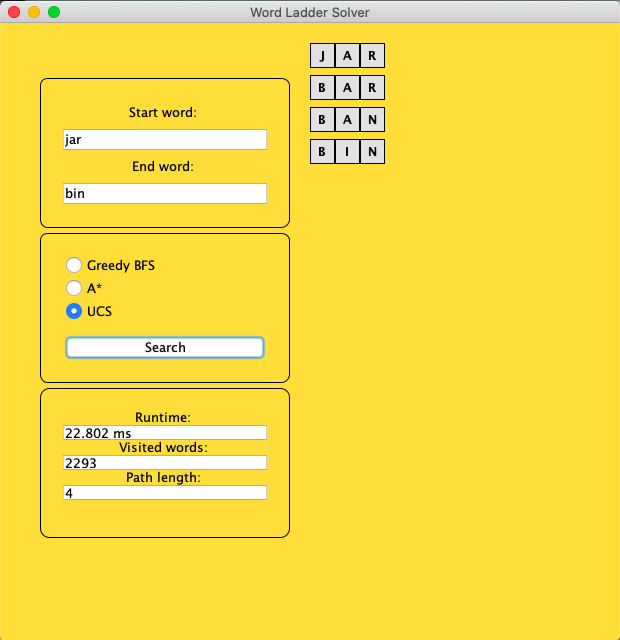 Word Ladder Solver
Start word:
jar
End word:
bin
Greedy BFS
A*
UCS
Search
Runtime:
22.802 ms
Visited words:
2293
Path length:
4
J A R
B A R
B A N
B I N